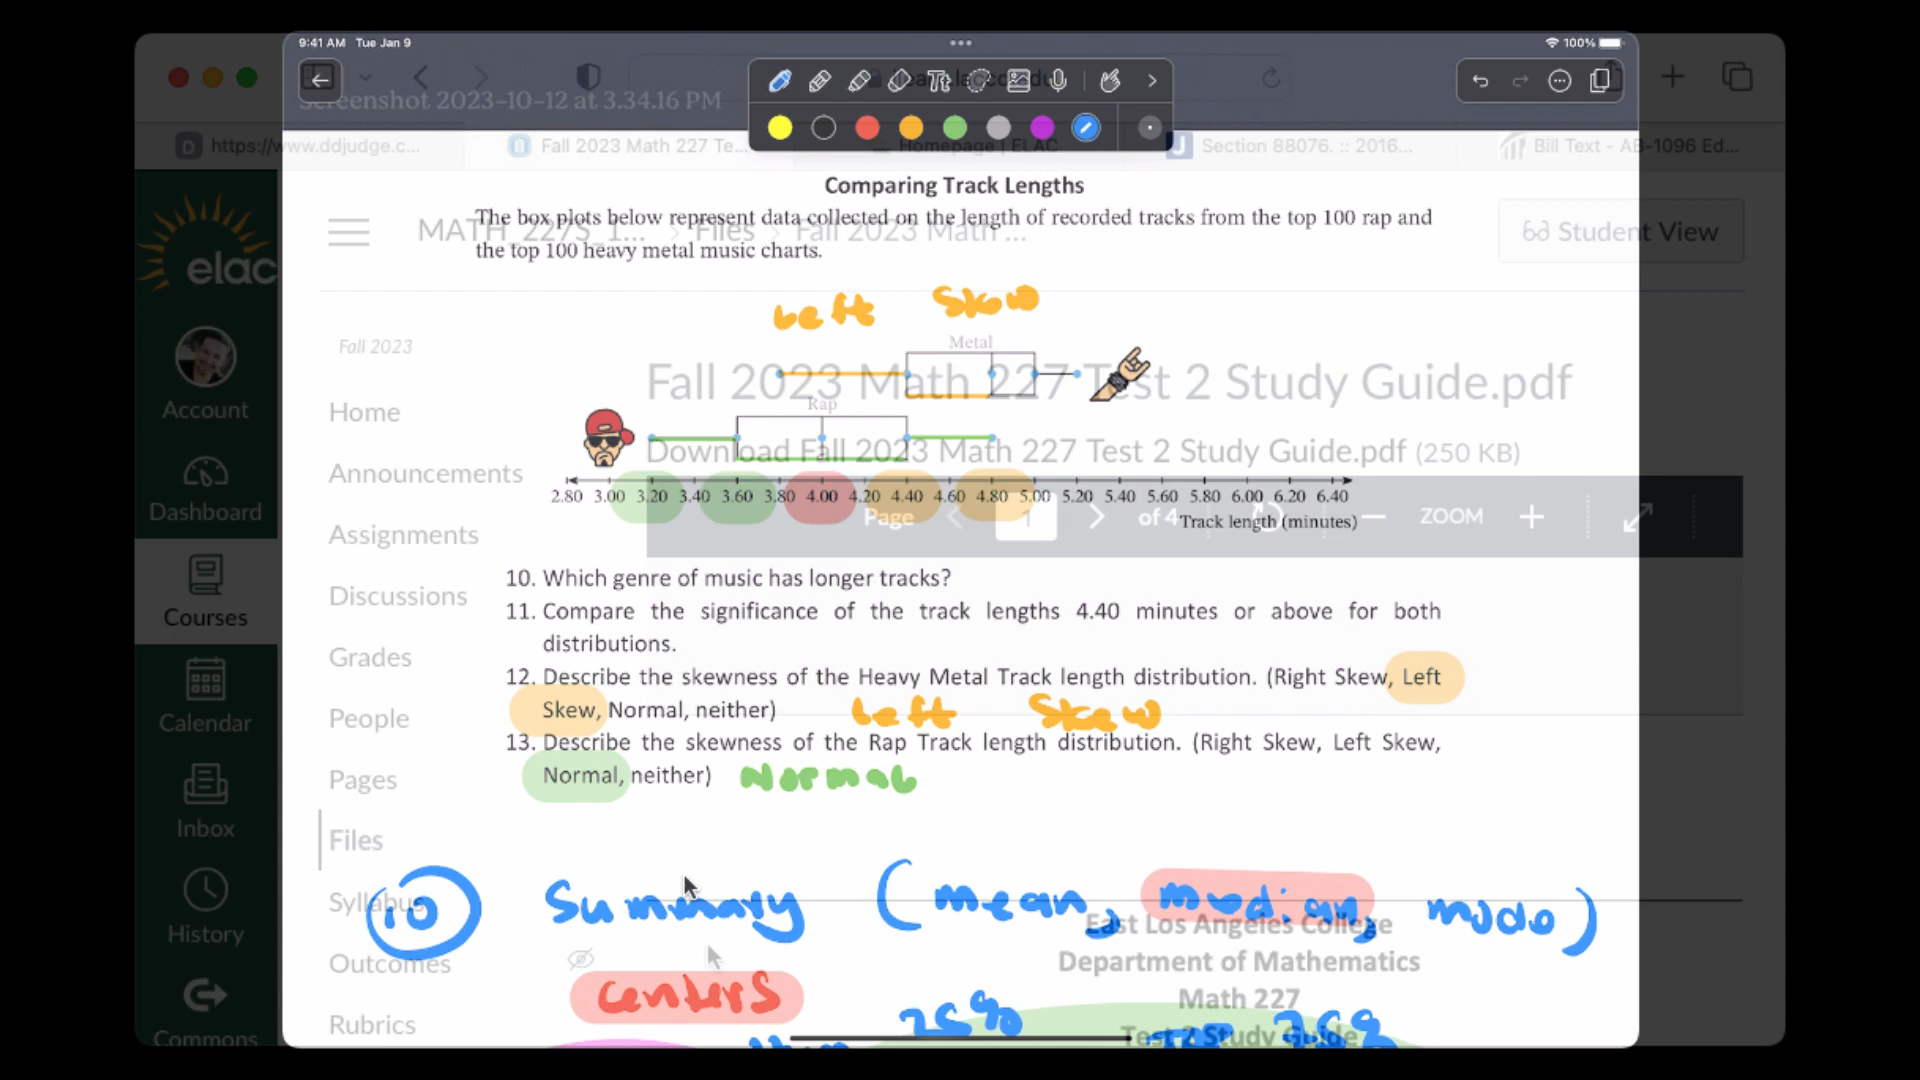 9:41 AM Tue Jan 9
100%
Screenshot 2023-10-12 at 3.34.16 PM
https://www.ddjudge.c...
Fall 2023 Math 227 Te...
Homepage | ELAC
Section 88076. :: 2016...
Bill Text - AB-1096 Ed...
elac
Account
Dashboard
Courses
Calendar
Inbox
History
Commons
MATH_227S_1...
Files
Fall 2023 Math ...
Student View
Fall 2023
Home
Announcements
Assignments
Discussions
Grades
People
Pages
Files
Syllabus
Outcomes
Rubrics
Fall 2023 Math 227 Test 2 Study Guide.pdf
Download Fall 2023 Math 227 Test 2 Study Guide.pdf (250 KB)
Page 1 of 4
ZOOM
Comparing Track Lengths
The box plots below represent data collected on the length of recorded tracks from the top 100 rap and
the top 100 heavy metal music charts.
Left Skew
Metal
Rap
2.80 3.00 3.20 3.40 3.60 3.80 4.00 4.20 4.40 4.60 4.80 5.00 5.20 5.40 5.60 5.80 6.00 6.20 6.40
Track length (minutes)
10. Which genre of music has longer tracks?
11. Compare the significance of the track lengths 4.40 minutes or above for both
distributions.
12. Describe the skewness of the Heavy Metal Track length distribution. (Right Skew, Left
Skew, Normal, neither) Left Skew
13. Describe the skewness of the Rap Track length distribution. (Right Skew, Left Skew,
Normal, neither) Normal
10 Summary (mean, median, mode)
centers
East Los Angeles College
Department of Mathematics
Math 227
Test 2 Study Guide